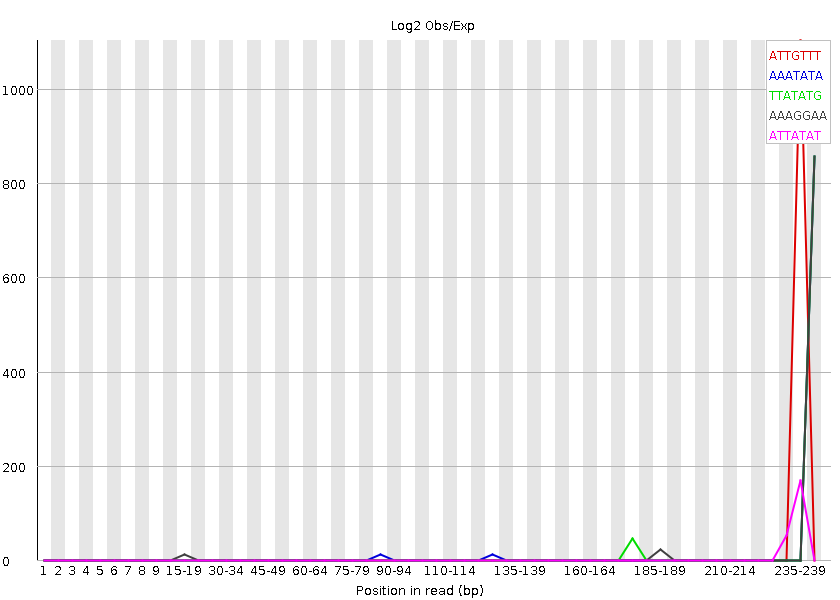 Log2 Obs/Exp
ATTGTTT
AAATATA
TTATATG
AAAGGAA
ATTATAT
1000
800
600
400
200
0
1 2 3 4 5 6 7 8 9 15-19 30-34 45-49 60-64 75-79 90-94 110-114 135-139 160-164 185-189 210-214 235-239
Position in read (bp)